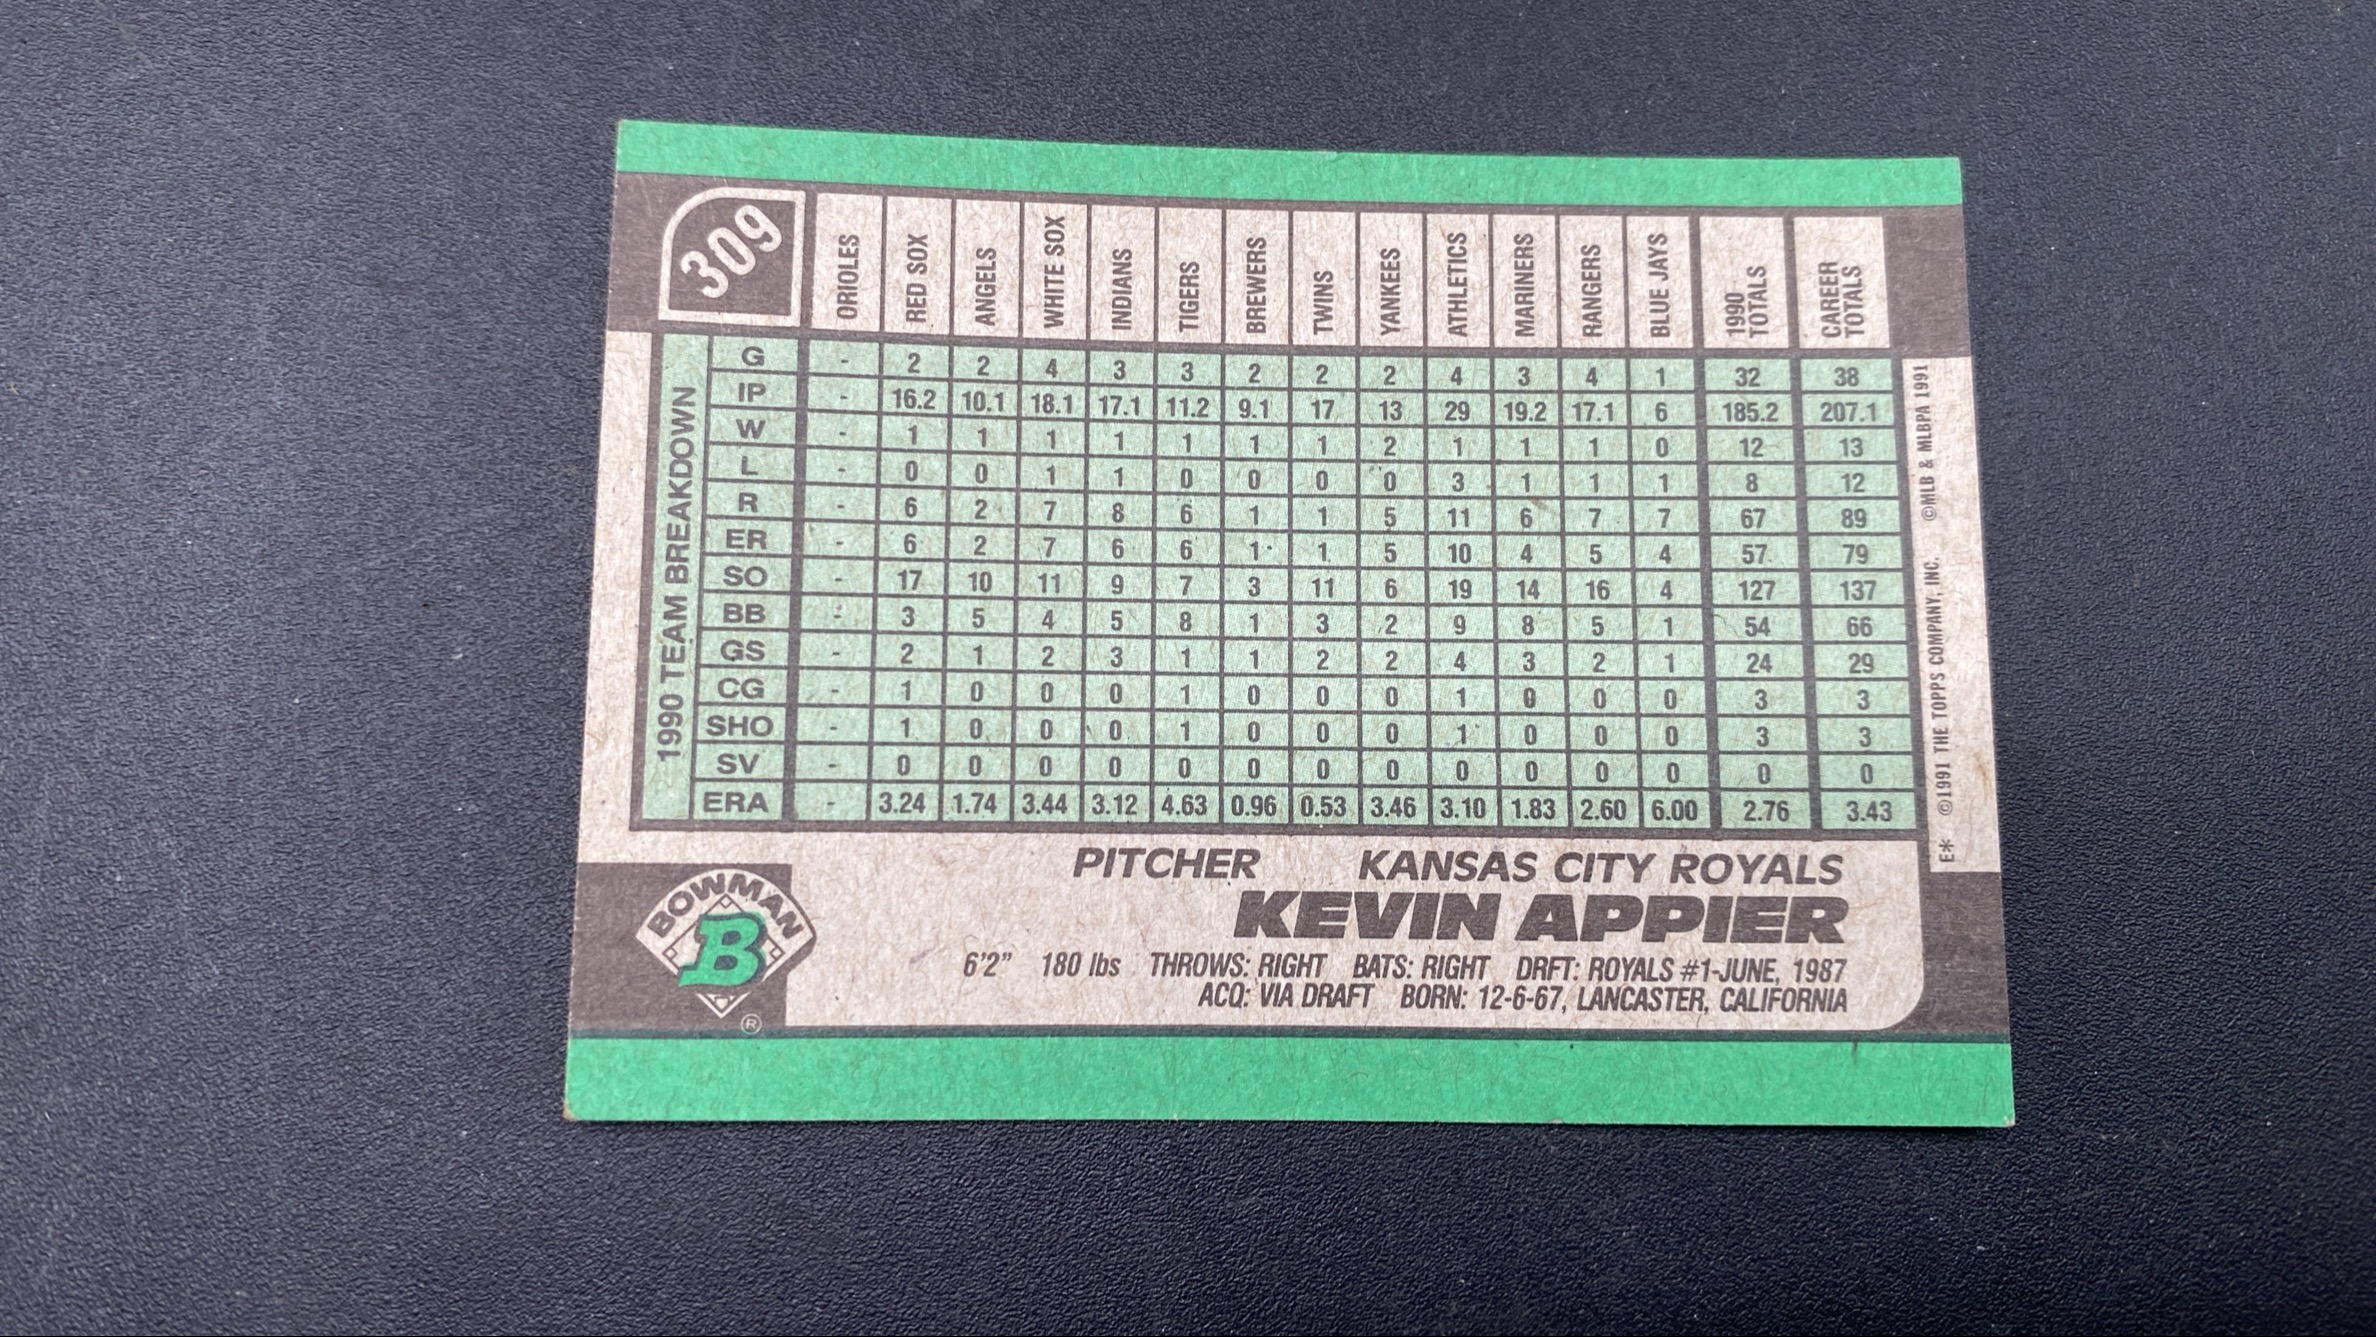 309 ORIOLES RED SOX ANGELS WHITE SOX INDIANS TIGERS BREWERS TWINS YANKEES ATHLETICS MARINERS RANGERS BLUE JAYS 1990 TOTALS CAREER TOTALS
1990 TEAM BREAKDOWN
G - 2 2 4 3 3 2 2 2 4 3 4 1 32 38
IP - 16.2 10.1 18.1 17.1 11.2 9.1 17 13 29 19.2 17.1 6 185.2 207.1
W - 1 1 1 1 1 1 1 2 1 1 1 0 12 13
L - 0 0 1 1 0 0 0 0 3 1 1 1 8 12
R - 6 2 7 8 6 1 1 5 11 6 7 7 67 89
ER - 6 2 7 6 6 1 1 5 10 4 5 4 57 79
SO - 17 10 11 9 7 3 11 6 19 14 16 4 127 137
BB - 3 5 4 5 8 1 3 2 9 8 5 1 54 66
GS - 2 1 2 3 1 1 2 2 4 3 2 1 24 29
CG - 1 0 0 0 1 0 0 0 1 0 0 0 3 3
SHO - 1 0 0 0 1 0 0 0 1 0 0 0 3 3
SV - 0 0 0 0 0 0 0 0 0 0 0 0 0 0
ERA - 3.24 1.74 3.44 3.12 4.63 0.96 0.53 3.46 3.10 1.83 2.60 6.00 2.76 3.43
E* ©1991 THE TOPPS COMPANY, INC. ©MLB & MLBPA 1991
BOWMAN
B
®
PITCHER KANSAS CITY ROYALS
KEVIN APPIER
6'2" 180 lbs THROWS: RIGHT BATS: RIGHT DRFT: ROYALS #1-JUNE, 1987
ACQ: VIA DRAFT BORN: 12-6-67, LANCASTER, CALIFORNIA